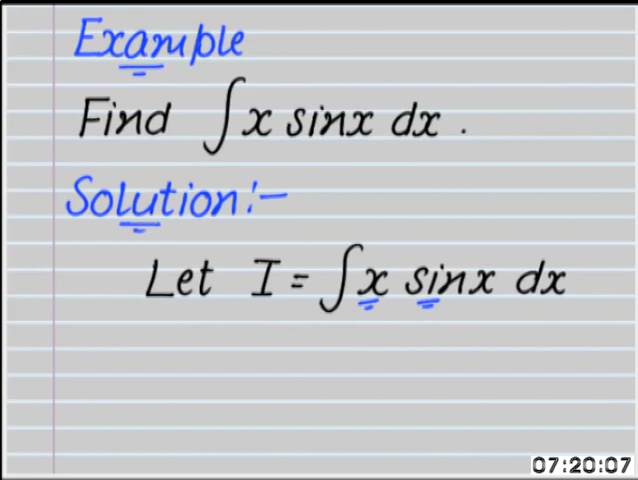 Example
Find ∫x sinx dx .
Solution:-
Let I = ∫x sinx dx
07:20:07